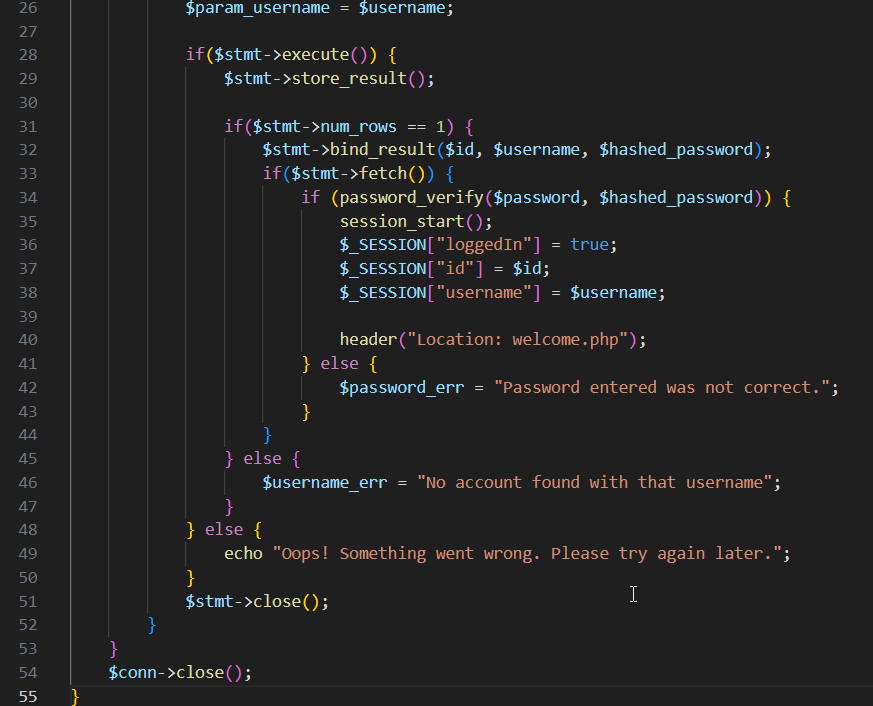 26 $param_username = $username;
27
28 if($stmt->execute()) {
29 $stmt->store_result();
30
31 if($stmt->num_rows == 1) {
32 $stmt->bind_result($id, $username, $hashed_password);
33 if($stmt->fetch()) {
34 if (password_verify($password, $hashed_password)) {
35 session_start();
36 $_SESSION["loggedIn"] = true;
37 $_SESSION["id"] = $id;
38 $_SESSION["username"] = $username;
39
40 header("Location: welcome.php");
41 } else {
42 $password_err = "Password entered was not correct.";
43 }
44 }
45 } else {
46 $username_err = "No account found with that username";
47 }
48 } else {
49 echo "Oops! Something went wrong. Please try again later.";
50 }
51 $stmt->close();
52 }
53 }
54 $conn->close();
55 }